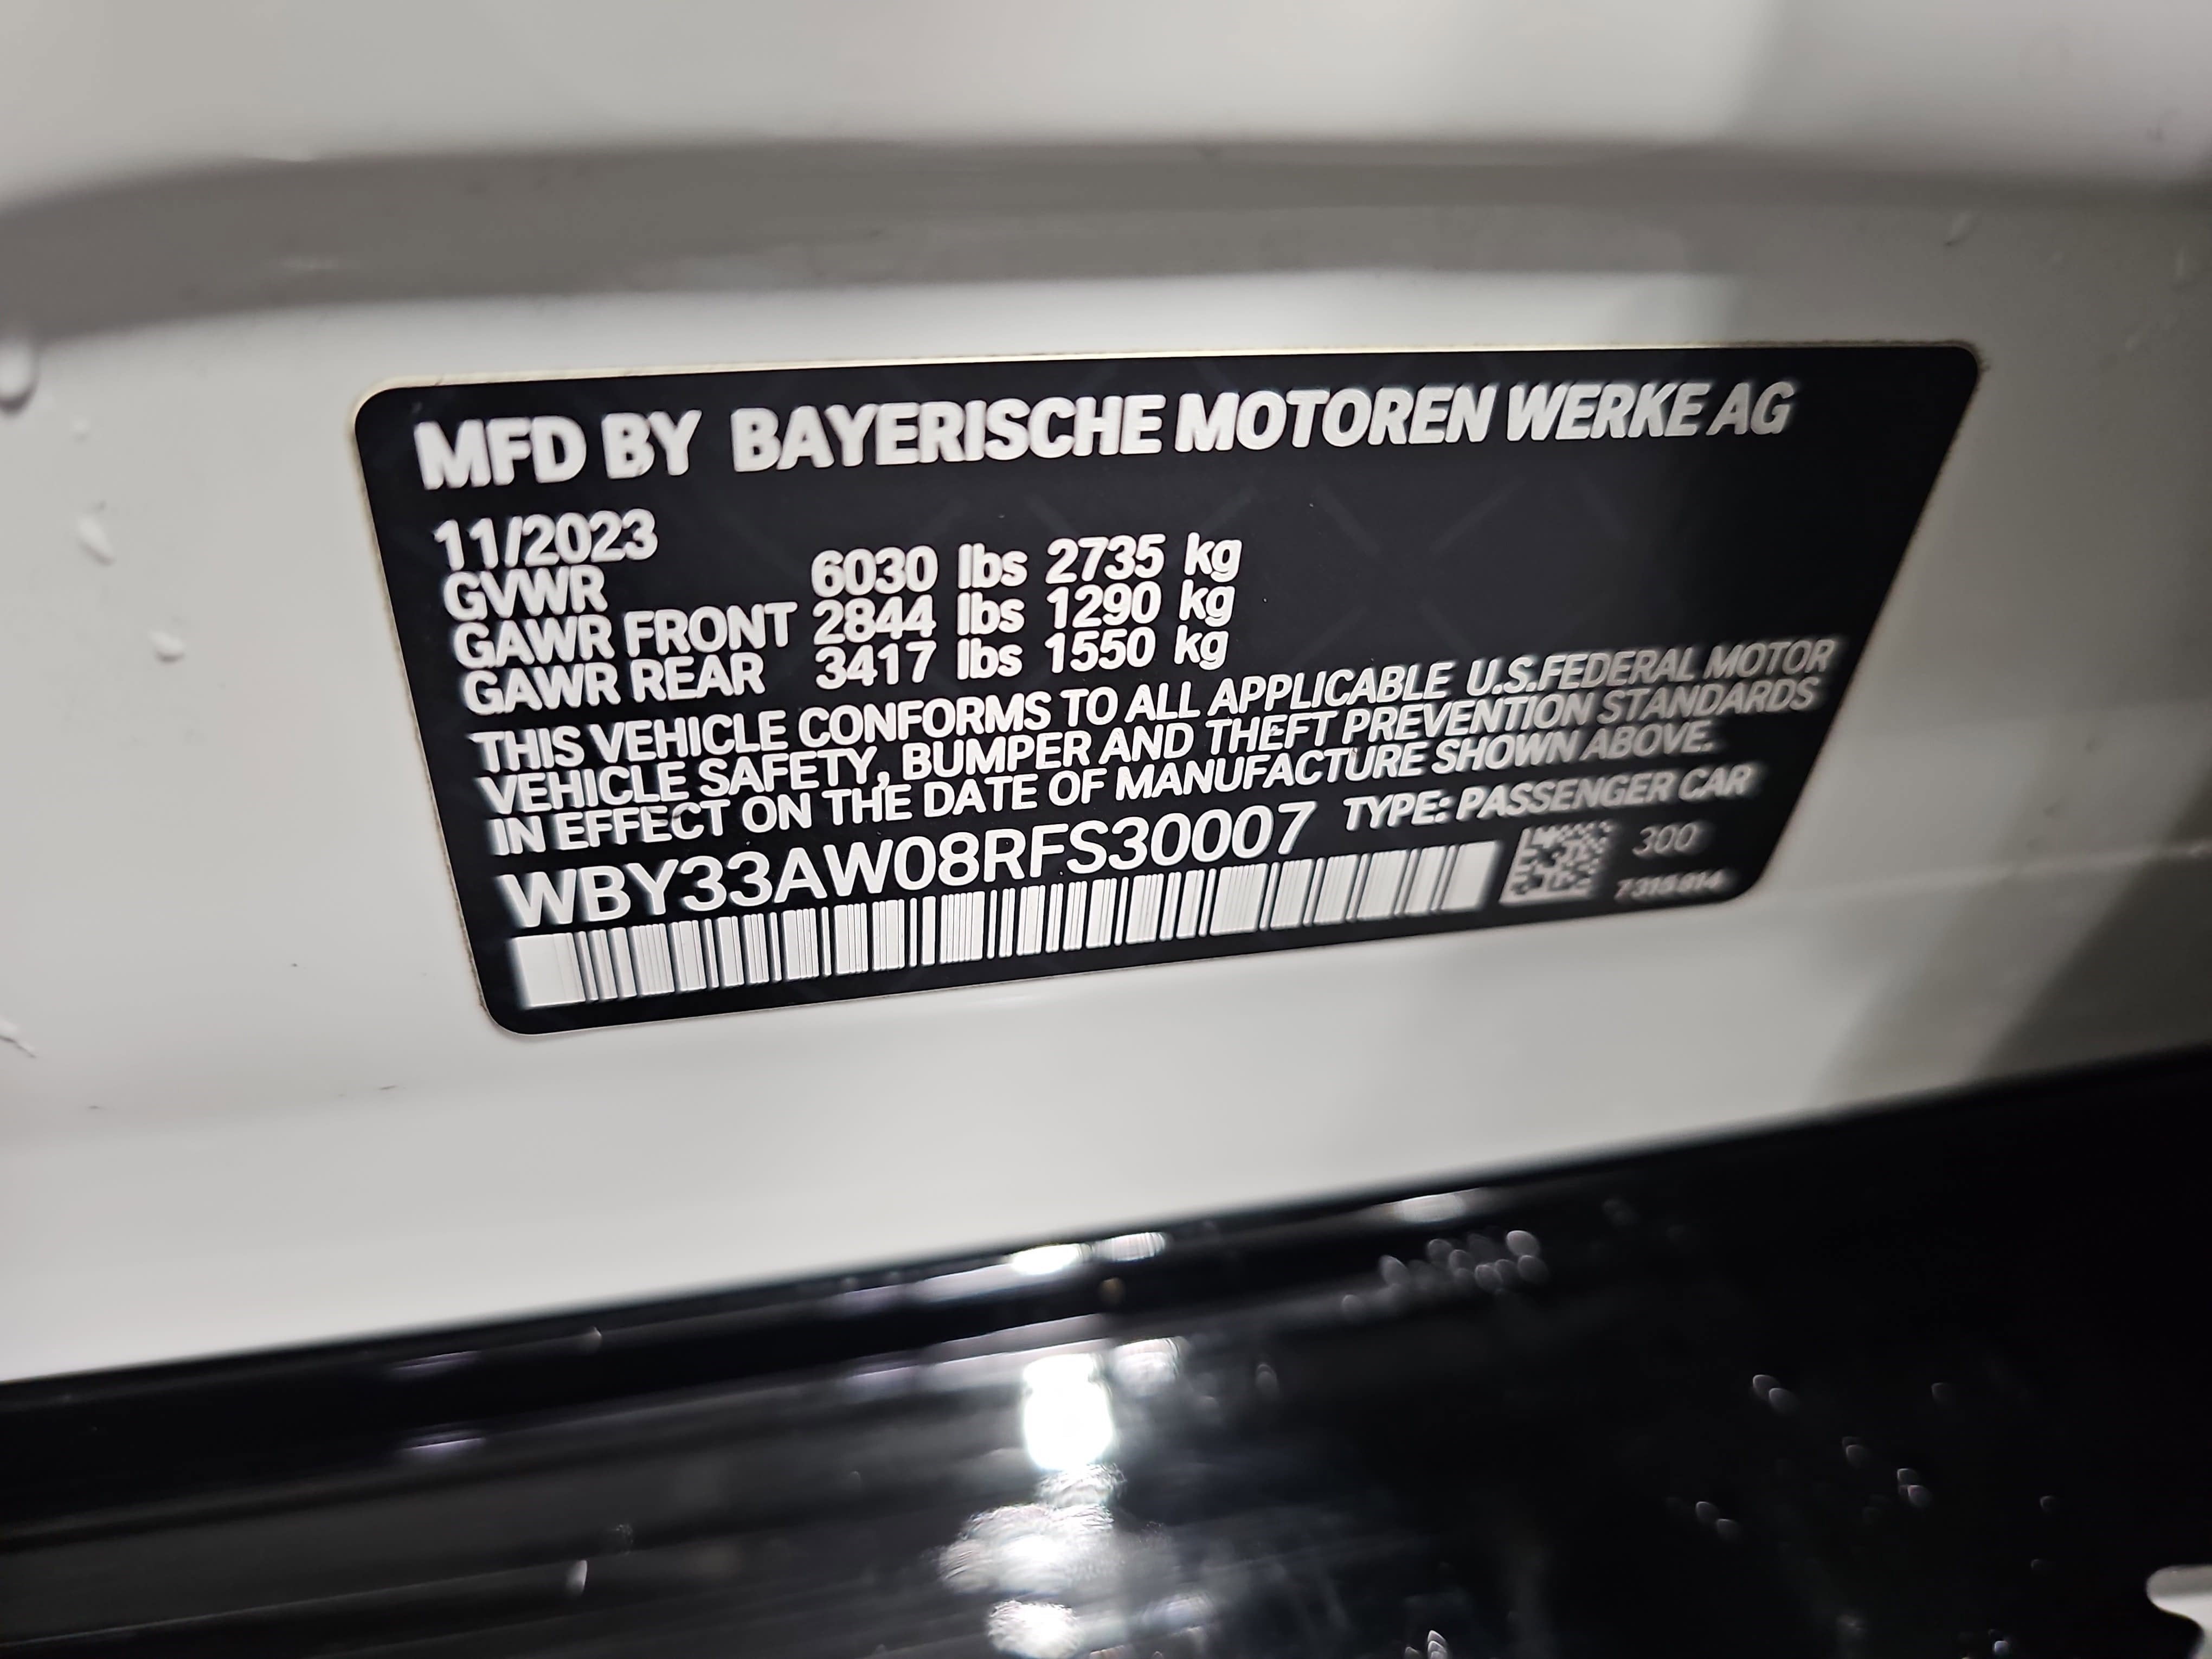 MFD BY BAYERISCHE MOTOREN WERKE AG
11/2023
GVWR 6030 lbs 2735 kg
GAWR FRONT 2844 lbs 1290 kg
GAWR REAR 3417 lbs 1550 kg
THIS VEHICLE CONFORMS TO ALL APPLICABLE U.S.FEDERAL MOTOR
VEHICLE SAFETY, BUMPER AND THEFT PREVENTION STANDARDS
IN EFFECT ON THE DATE OF MANUFACTURE SHOWN ABOVE.
WBY33AW08RFS30007 TYPE: PASSENGER CAR
300